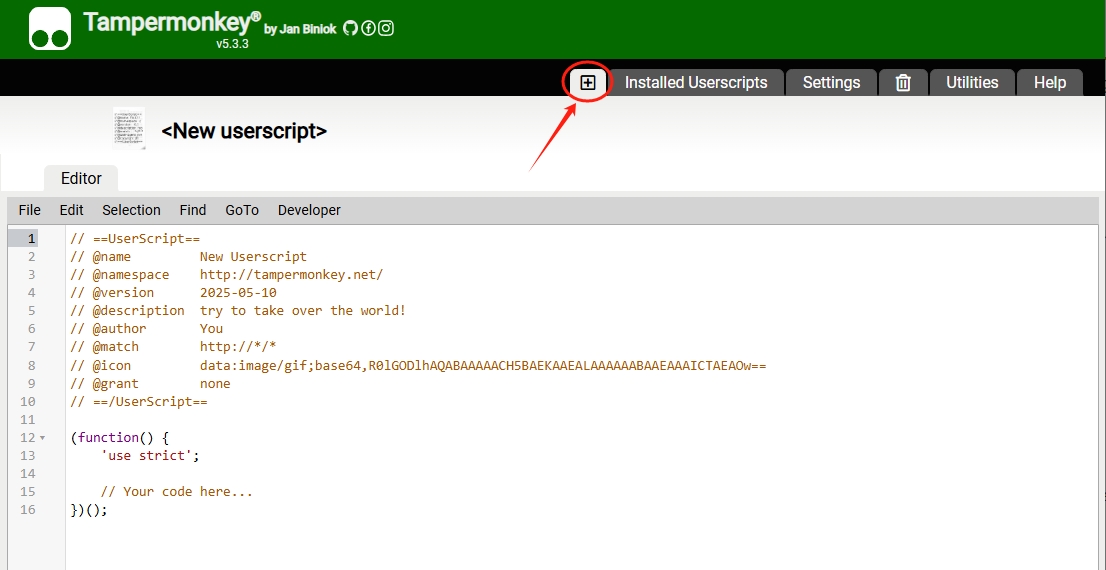 Tampermonkey® by Jan Biniok
v5.3.3
Installed Userscripts Settings Utilities Help
<New userscript>
Editor
File Edit Selection Find GoTo Developer
1 // ==UserScript==
2 // @name New Userscript
3 // @namespace http://tampermonkey.net/
4 // @version 2025-05-10
5 // @description try to take over the world!
6 // @author You
7 // @match http://*/*
8 // @icon data:image/gif;base64,R0lGODlhAQABAAAAACH5BAEKAAEALAAAAAABAAEAAAICTAEAOw==
9 // @grant none
10 // ==/UserScript==
11
12 (function() {
13 'use strict';
14
15 // Your code here...
16 })();